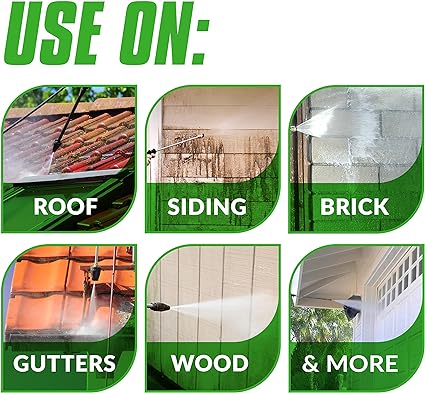 USE ON:
ROOF
SIDING
BRICK
GUTTERS
WOOD
& MORE